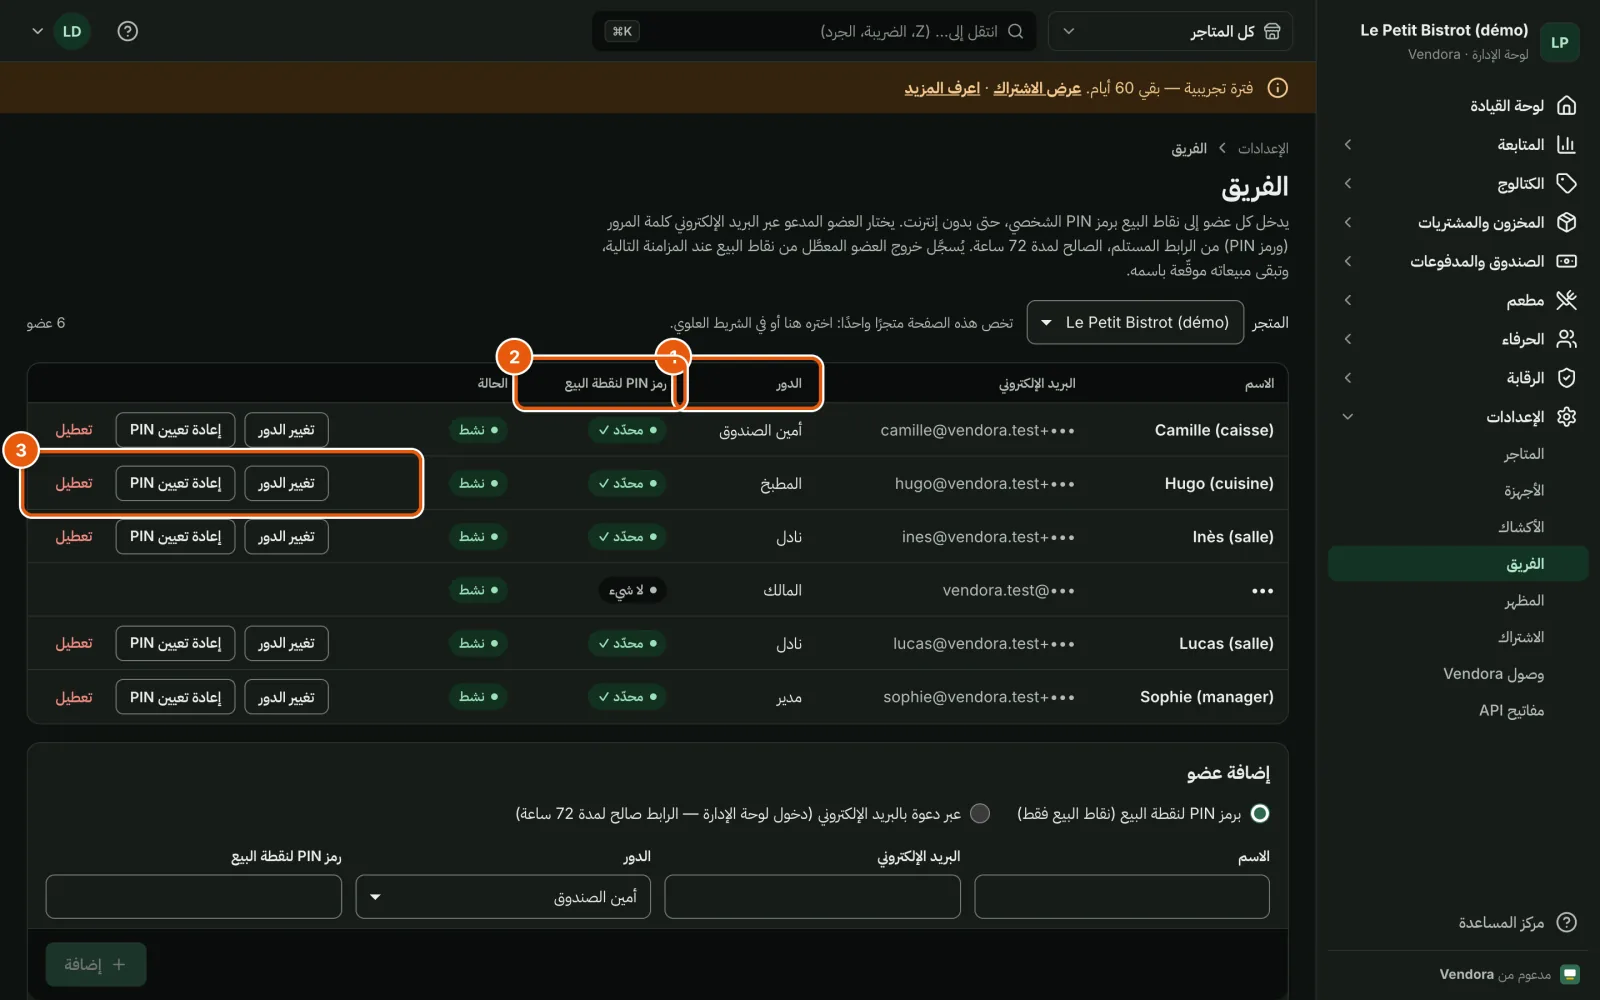 Le Petit Bistrot (démo)
لوحة الإدارة · Vendora
LP
كل المتاجر
انتقل إلى... (Z، الضريبة، الجرد)
⌘K
LD
فترة تجريبية — بقي 60 أيام. عرض الاشتراك · اعرف المزيد
لوحة القيادة
المتابعة
الكتالوج
المخزون والمشتريات
الصندوق والمدفوعات
مطعم
الحرفاء
الرقابة
الإعدادات
المتاجر
الأجهزة
الأكشاك
الفريق
المظهر
الاشتراك
وصول Vendora
مفاتيح API
مركز المساعدة
مدعوم من Vendora
الإعدادات
الفريق
الفريق
يدخل كل عضو إلى نقاط البيع برمز PIN الشخصي، حتى بدون إنترنت. يختار العضو المدعو عبر البريد الإلكتروني كلمة المرور
(ورمز PIN) من الرابط المستلم، الصالح لمدة 72 ساعة. يُسجَّل خروج العضو المعطَّل من نقاط البيع عند المزامنة التالية،
وتبقى مبيعاته موقّعة باسمه.
المتجر
Le Petit Bistrot (démo)
تخص هذه الصفحة متجرًا واحدًا: اختره هنا أو في الشريط العلوي.
6 عضو
1
2
3
الاسم البريد الإلكتروني الدور رمز PIN لنقطة البيع الحالة
Camille (caisse) camille@vendora.test+••• أمين الصندوق محدّد ✓ نشط تغيير الدور إعادة تعيين PIN تعطيل
Hugo (cuisine) hugo@vendora.test+••• المطبخ محدّد ✓ نشط تغيير الدور إعادة تعيين PIN تعطيل
Inès (salle) ines@vendora.test+••• نادل محدّد ✓ نشط تغيير الدور إعادة تعيين PIN تعطيل
••• vendora.test@••• المالك لا شيء نشط
Lucas (salle) lucas@vendora.test+••• نادل محدّد ✓ نشط تغيير الدور إعادة تعيين PIN تعطيل
Sophie (manager) sophie@vendora.test+••• مدير محدّد ✓ نشط تغيير الدور إعادة تعيين PIN تعطيل
إضافة عضو
برمز PIN لنقطة البيع (نقاط البيع فقط)
عبر دعوة بالبريد الإلكتروني (دخول لوحة الإدارة — الرابط صالح لمدة 72 ساعة)
الاسم البريد الإلكتروني الدور رمز PIN لنقطة البيع
أمين الصندوق
+ إضافة